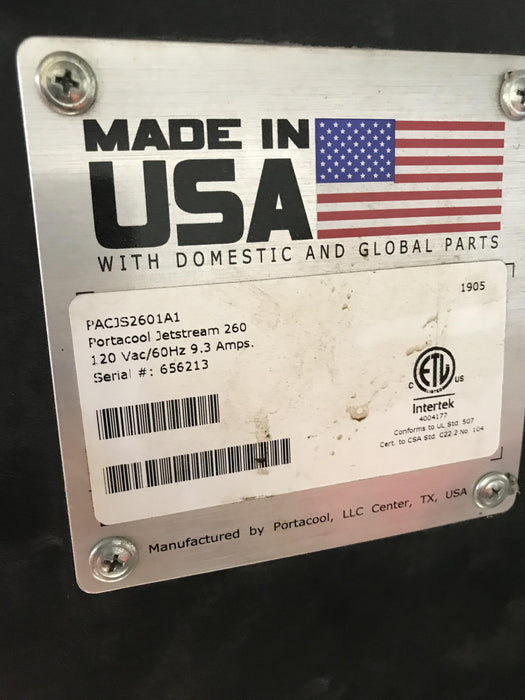 MADE IN
USA
WITH DOMESTIC AND GLOBAL PARTS
1905
PACJS2601A1
Portacool Jetstream 260
120 Vac/60Hz 9.3 Amps.
Serial #: 656213
ETL
C US
Intertek
4004177
Conforms to UL Std. 507
Cert. to CSA Std. C22.2 No. 104
Manufactured by Portacool, LLC Center, TX, USA